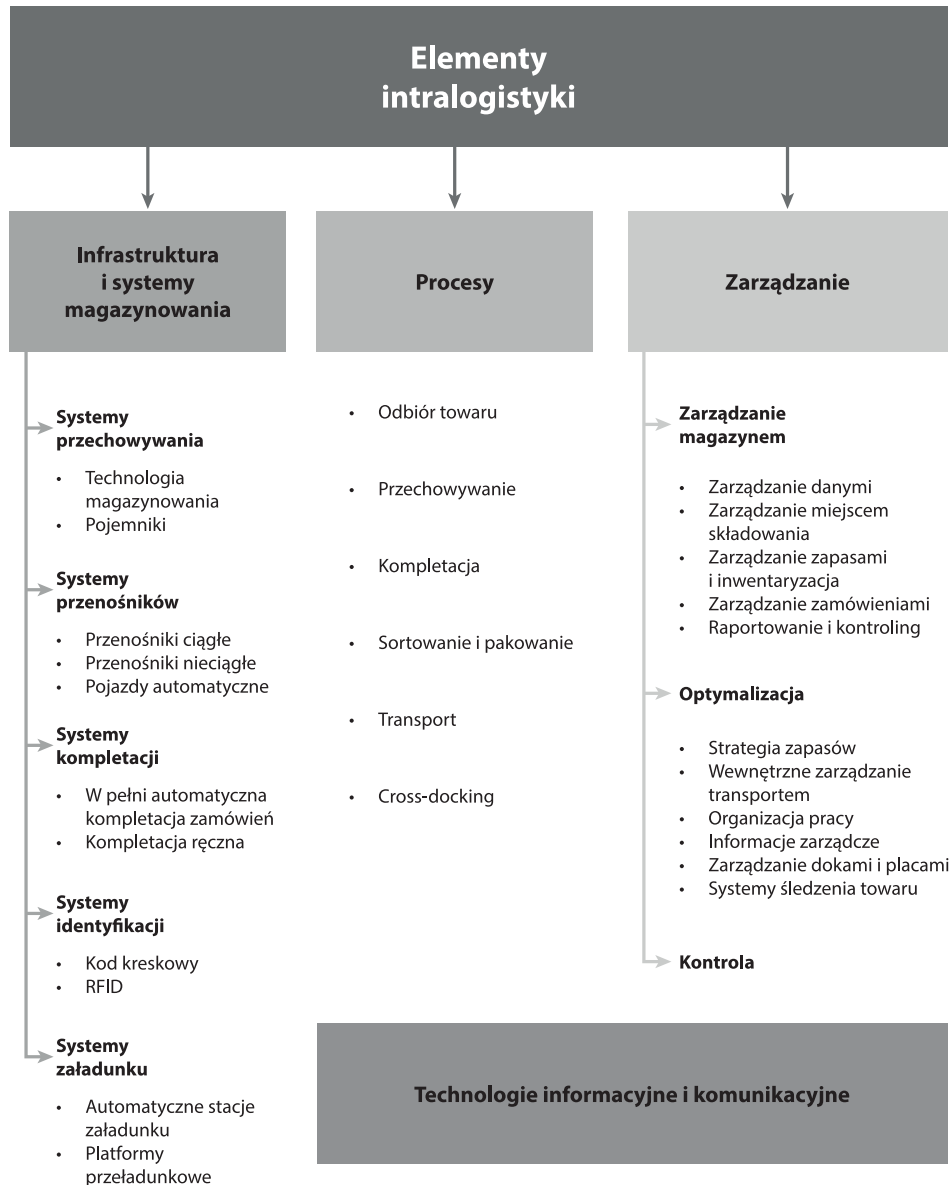 Elementy
intralogistyki
Infrastruktura
i systemy
magazynowania
Procesy
Zarządzanie
Systemy
przechowywania
• Technologia
magazynowania
• Pojemniki
Systemy
przenośników
• Przenośniki ciągłe
• Przenośniki nieciągłe
• Pojazdy automatyczne
Systemy
kompletacji
• W pełni automatyczna
kompletacja zamówień
• Kompletacja ręczna
Systemy
identyfikacji
• Kod kreskowy
• RFID
Systemy
załadunku
• Automatyczne stacje
załadunku
• Platformy
przeładunkowe
• Odbiór towaru
• Przechowywanie
• Kompletacja
• Sortowanie i pakowanie
• Transport
• Cross-docking
Zarządzanie
magazynem
• Zarządzanie danymi
• Zarządzanie miejscem
składowania
• Zarządzanie zapasami
i inwentaryzacja
• Zarządzanie zamówieniami
• Raportowanie i kontroling
Optymalizacja
• Strategia zapasów
• Wewnętrzne zarządzanie
transportem
• Organizacja pracy
• Informacje zarządcze
• Zarządzanie dokami i placami
• Systemy śledzenia towaru
Kontrola
Technologie informacyjne i komunikacyjne